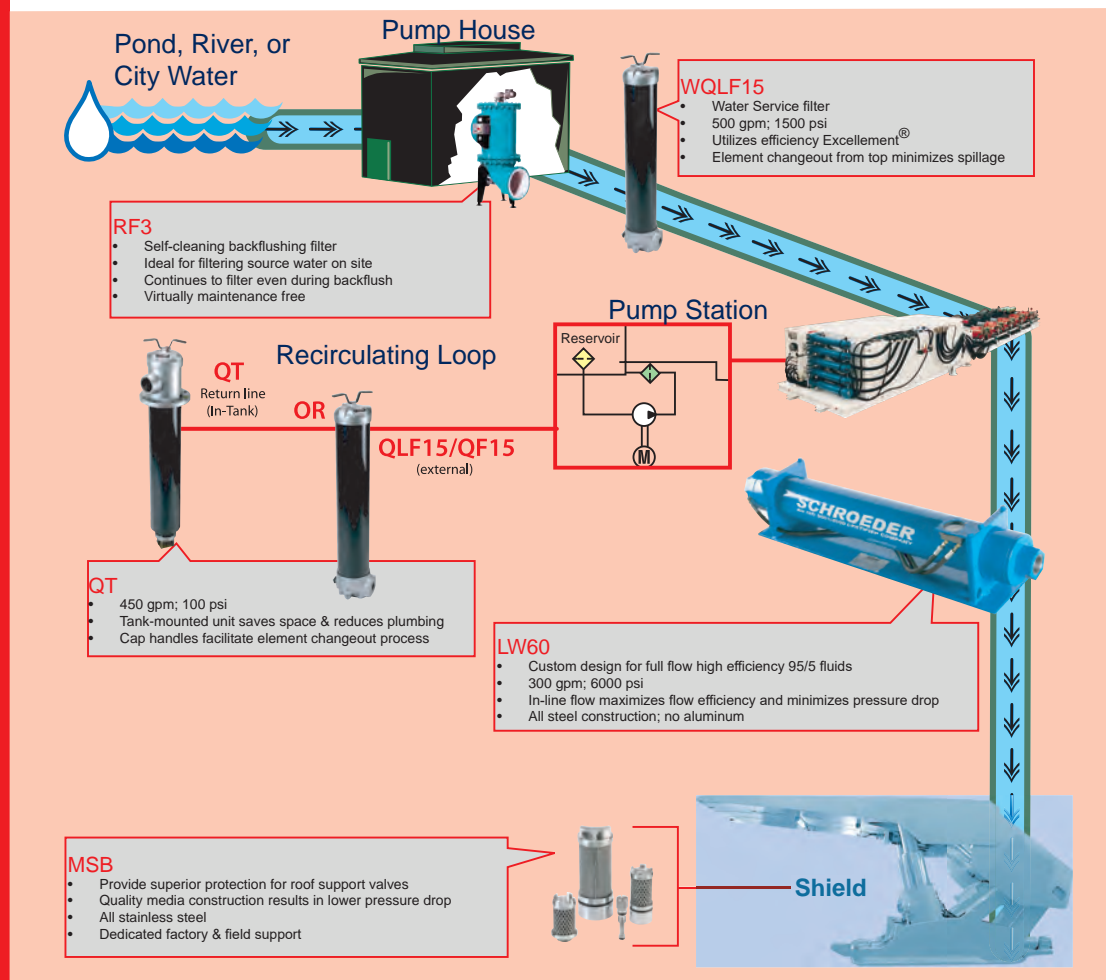 Pond, River, or
City Water
Pump House
WQLF15
• Water Service filter
• 500 gpm; 1500 psi
• Utilizes efficiency Excellement®
• Element changeout from top minimizes spillage
RF3
• Self-cleaning backflushing filter
• Ideal for filtering source water on site
• Continues to filter even during backflush
• Virtually maintenance free
Pump Station
Reservoir
M
Recirculating Loop
QT
Return line
(In-Tank)
OR
QLF15/QF15
(external)
SCHROEDER
QT
• 450 gpm; 100 psi
• Tank-mounted unit saves space & reduces plumbing
• Cap handles facilitate element changeout process
LW60
• Custom design for full flow high efficiency 95/5 fluids
• 300 gpm; 6000 psi
• In-line flow maximizes flow efficiency and minimizes pressure drop
• All steel construction; no aluminum
MSB
• Provide superior protection for roof support valves
• Quality media construction results in lower pressure drop
• All stainless steel
• Dedicated factory & field support
Shield